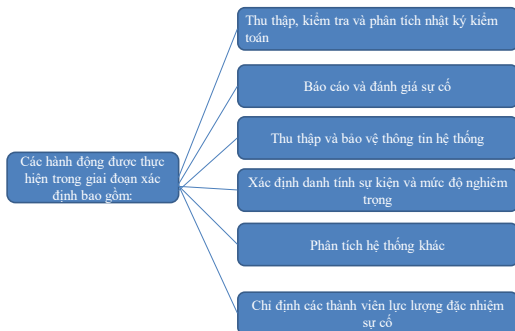 Thu thập, kiểm tra và phân tích nhật ký kiểm
toán
Báo cáo và đánh giá sự cố
Thu thập và bảo vệ thông tin hệ thống
Các hành động được thực
hiện trong giai đoạn xác
định bao gồm:
Xác định danh tính sự kiện và mức độ nghiêm
trọng
Phân tích hệ thống khác
Chỉ định các thành viên lực lượng đặc nhiệm
sự cố